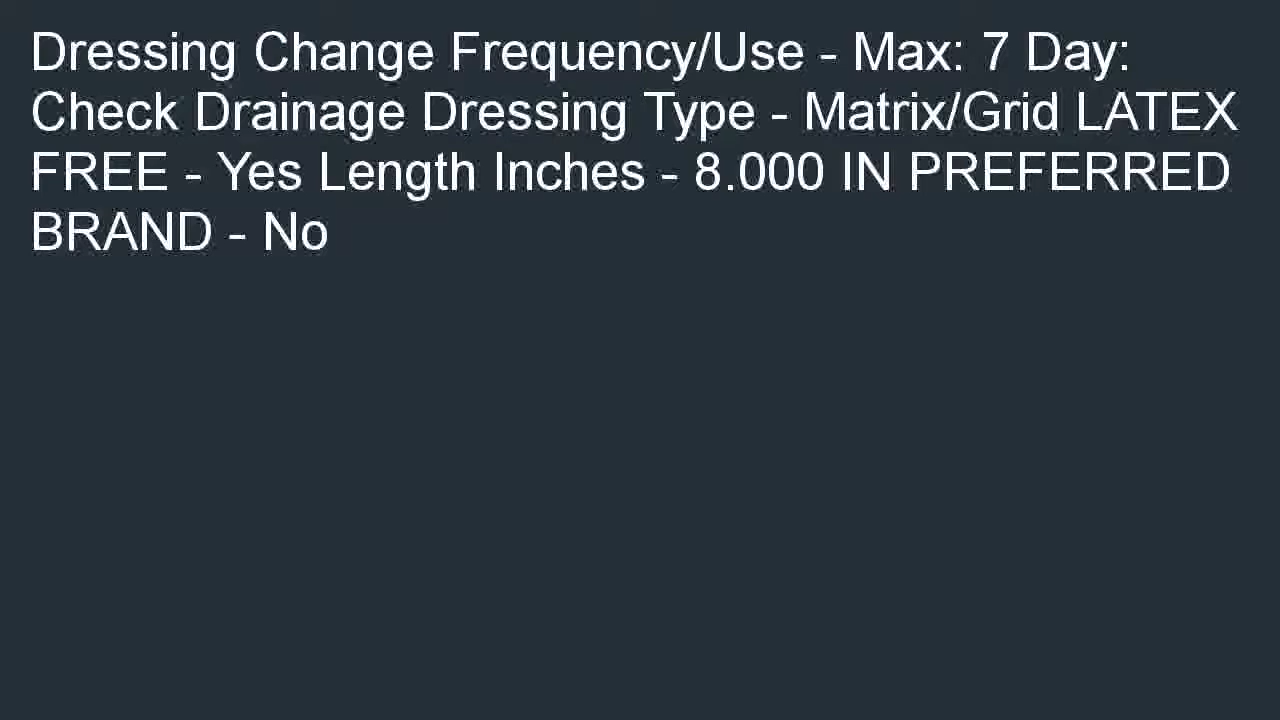 Dressing Change Frequency/Use - Max: 7 Day:
Check Drainage Dressing Type - Matrix/Grid LATEX
FREE - Yes Length Inches - 8.000 IN PREFERRED
BRAND - No